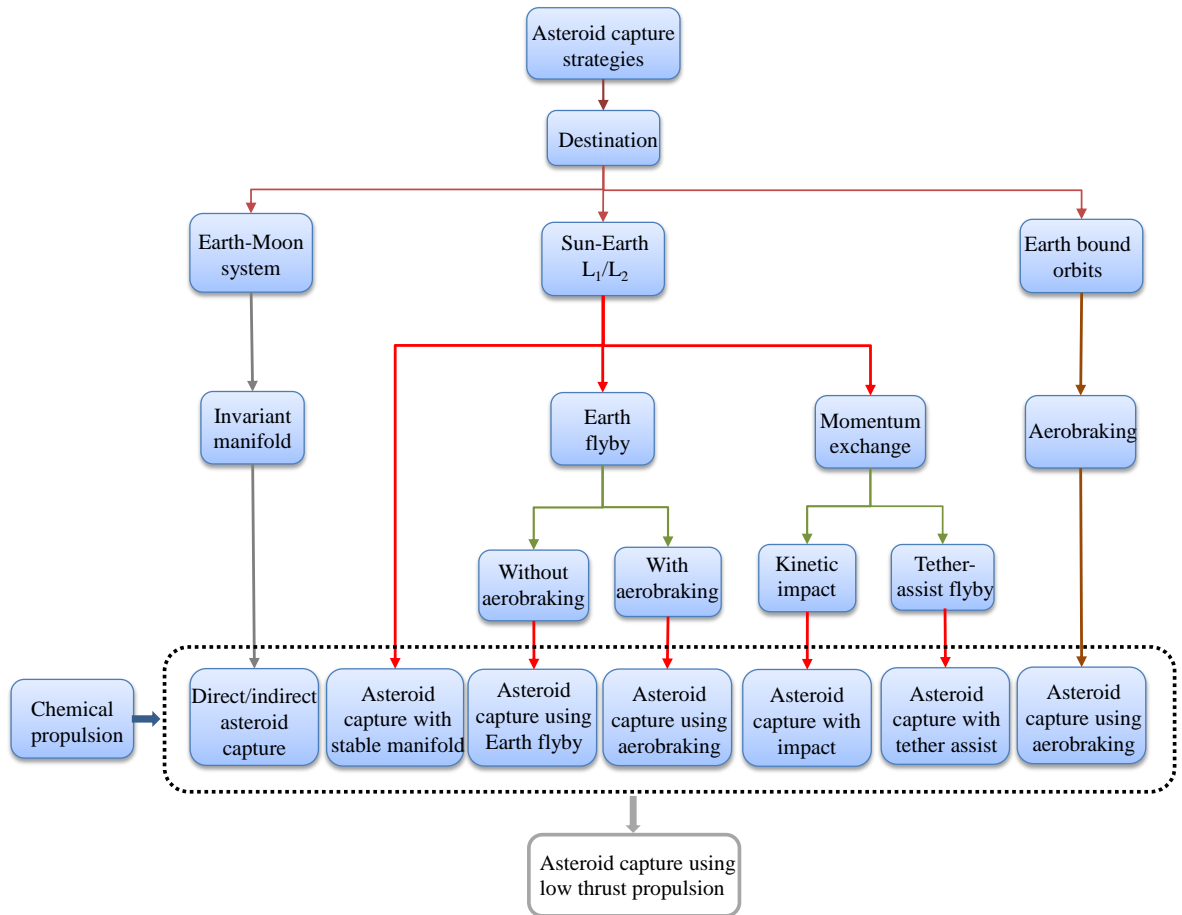 Asteroid capture
strategies
Destination
Earth-Moon
system
Sun-Earth
L₁/L₂
Earth bound
orbits
Invariant
manifold
Earth
flyby
Momentum
exchange
Aerobraking
Without
aerobraking
With
aerobraking
Kinetic
impact
Tether-
assist flyby
Chemical
propulsion
Direct/indirect
asteroid
capture
Asteroid
capture with
stable manifold
Asteroid
capture using
Earth flyby
Asteroid
capture using
aerobraking
Asteroid
capture with
impact
Asteroid
capture with
tether assist
Asteroid
capture using
aerobraking
Asteroid capture using
low thrust propulsion